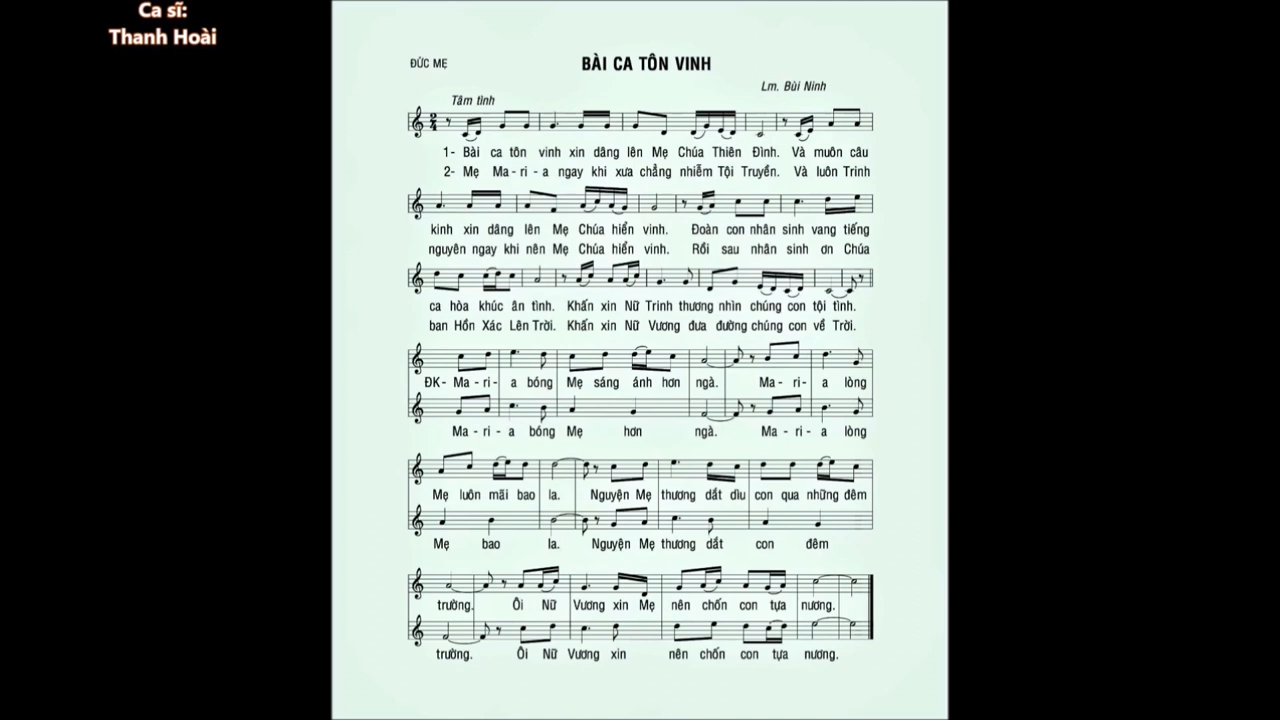 Ca sĩ:
Thanh Hoài
ĐỨC MẸ
BÀI CA TÔN VINH
Lm. Bùi Ninh
Tâm tình
2
4
1- Bài ca tôn vinh xin dâng lên Mẹ Chúa Thiên Đình. Và muôn câu
2- Mẹ Ma - ri - a ngay khi xưa chẳng nhiễm Tội Truyền. Và luôn Trinh
kinh xin dâng lên Mẹ Chúa hiển vinh. Đoàn con nhân sinh vang tiếng
nguyên ngay khi nên Mẹ Chúa hiển vinh. Rồi sau nhân sinh ơn Chúa
ca hòa khúc ân tình. Khấn xin Nữ Trinh thương nhìn chúng con tội tình.
ban Hồn Xác Lên Trời. Khấn xin Nữ Vương đưa đường chúng con về Trời.
ĐK- Ma - ri - a bóng Mẹ sáng ánh hơn ngà. Ma - ri - a lòng
Ma - ri - a bóng Mẹ hơn ngà. Ma - ri - a lòng
Mẹ luôn mãi bao la. Nguyện Mẹ thương dắt dìu con qua những đêm
Mẹ bao la. Nguyện Mẹ thương dắt con đêm
trường. Ôi Nữ Vương xin Mẹ nên chốn con tựa nương.
trường. Ôi Nữ Vương xin nên chốn con tựa nương.